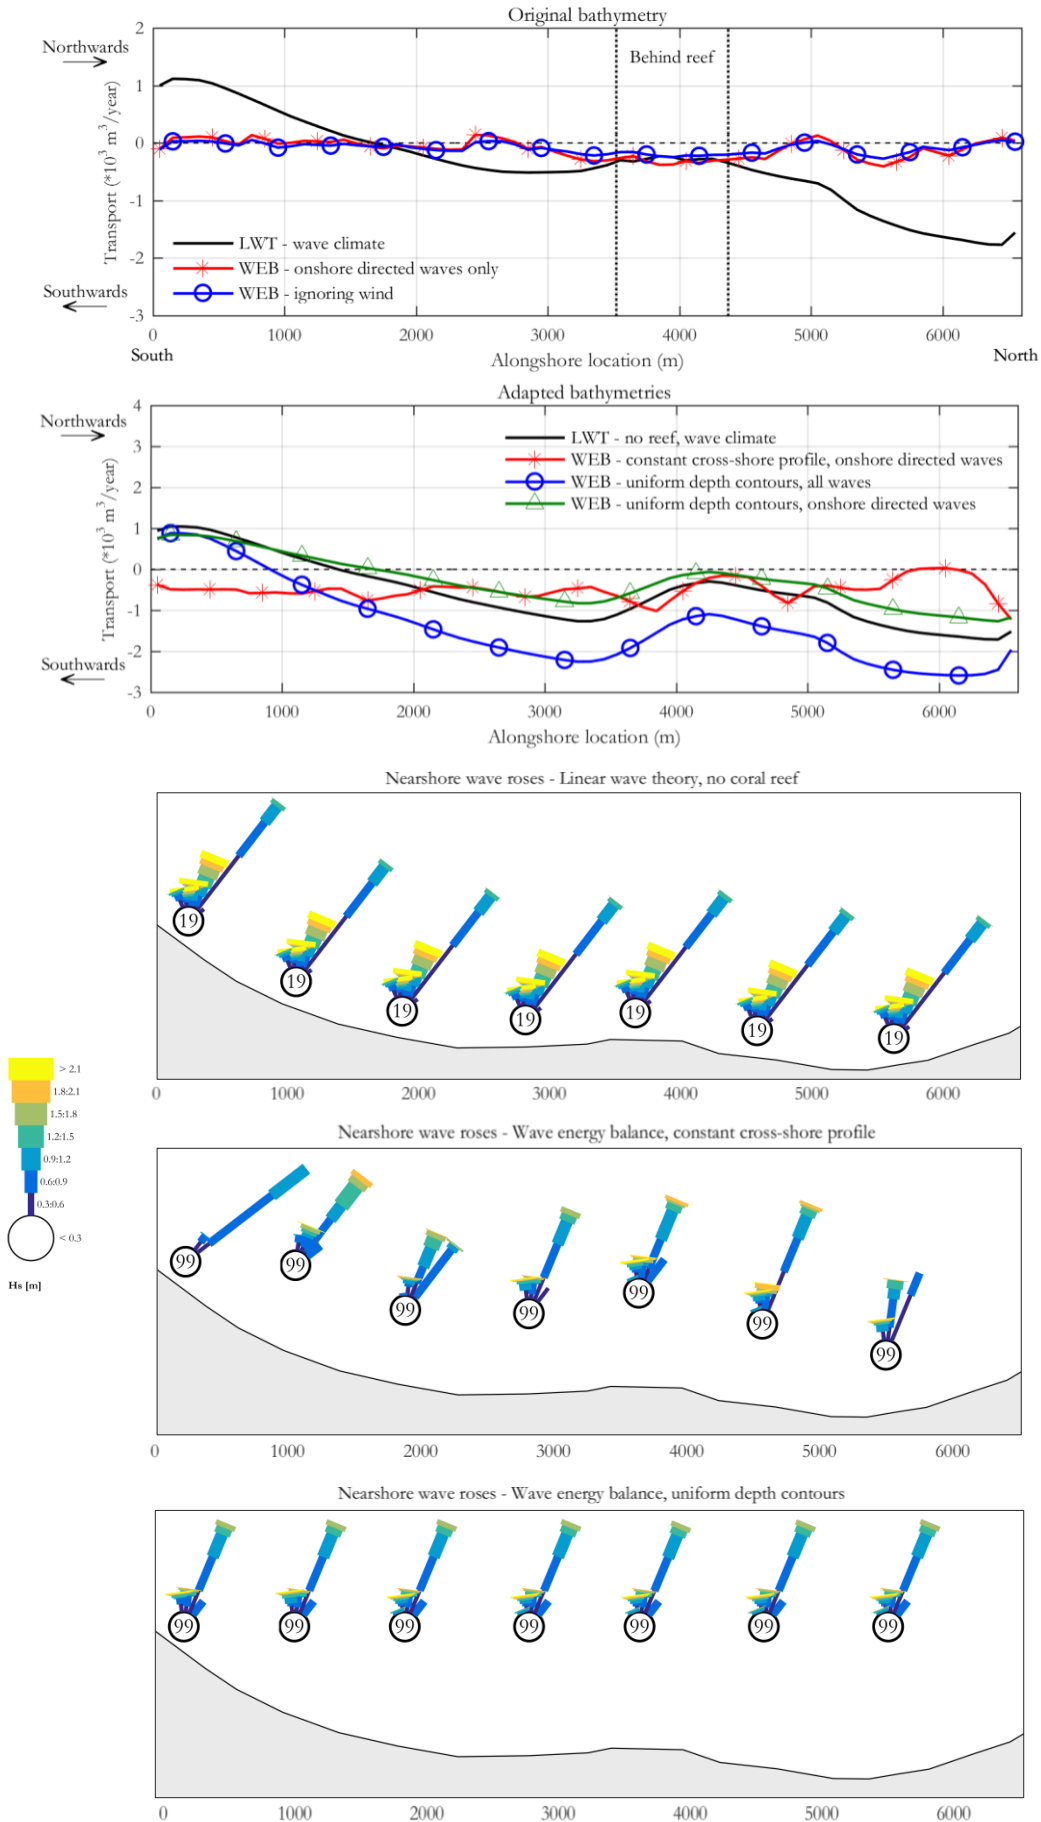 Original bathymetry
2
Northwards
1
0
-1
-2
-3
Transport (*10³ m³/year)
Behind reef
LWT - wave climate
WEB - onshore directed waves only
WEB - ignoring wind
Southwards
0 1000 2000 3000 4000 5000 6000
South
Alongshore location (m)
North
Adapted bathymetries
4
Northwards
3
2
1
0
-1
-2
-3
Transport (*10³ m³/year)
LWT - no reef, wave climate
WEB - constant cross-shore profile, onshore directed waves
WEB - uniform depth contours, all waves
WEB - uniform depth contours, onshore directed waves
Southwards
0 1000 2000 3000 4000 5000 6000
Alongshore location (m)
Nearshore wave roses - Linear wave theory, no coral reef
19 19 19 19 19 19 19
0 1000 2000 3000 4000 5000 6000
> 2.1
1.8:2.1
1.5:1.8
1.2:1.5
0.9:1.2
0.6:0.9
0.3:0.6
< 0.3
Hs [m]
Nearshore wave roses - Wave energy balance, constant cross-shore profile
99 99 99 99 99 99 99
0 1000 2000 3000 4000 5000 6000
Nearshore wave roses - Wave energy balance, uniform depth contours
99 99 99 99 99 99 99
0 1000 2000 3000 4000 5000 6000